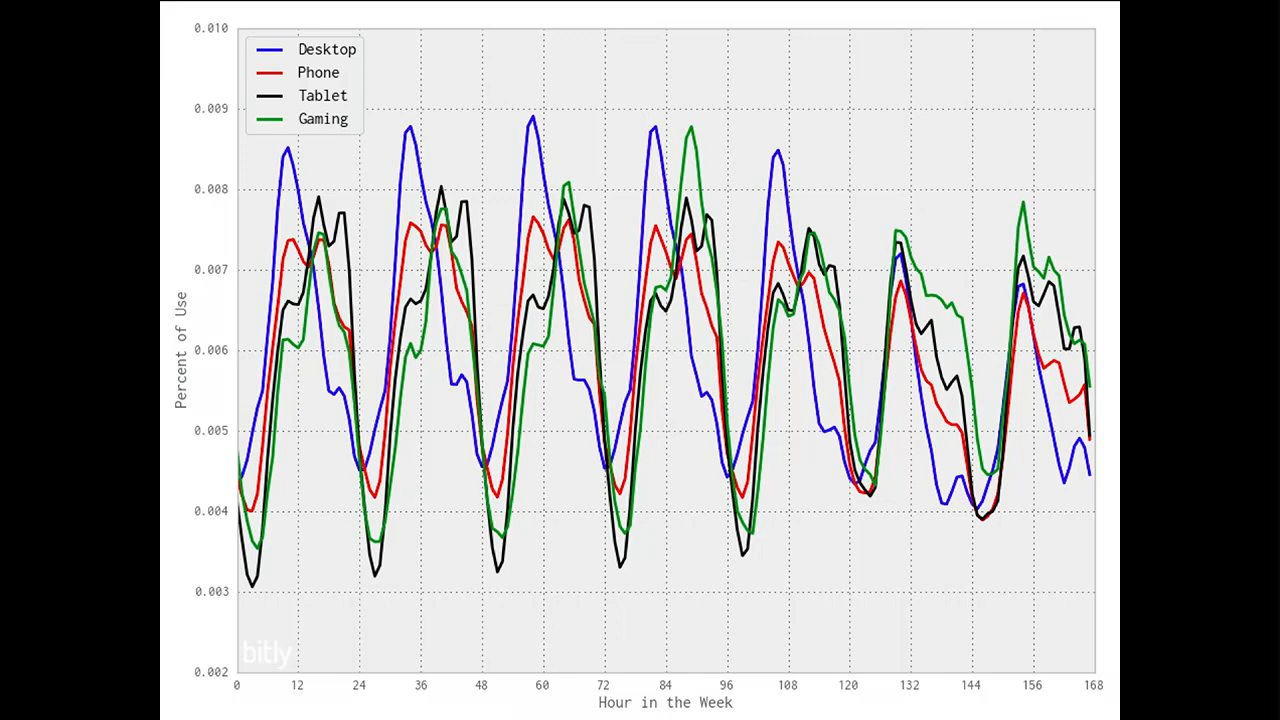 0.010
0.009
0.008
0.007
0.006
0.005
0.004
0.003
0.002
Percent of Use
Desktop
Phone
Tablet
Gaming
bitly
0 12 24 36 48 60 72 84 96 108 120 132 144 156 168
Hour in the Week